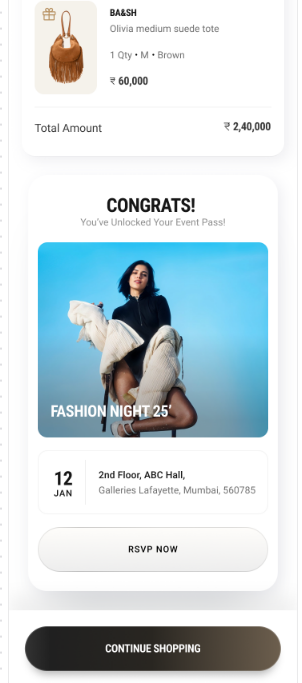 BA&SH
Olivia medium suede tote
1 Qty • M • Brown
₹ 60,000
Total Amount
₹ 2,40,000
CONGRATS!
You've Unlocked Your Event Pass!
FASHION NIGHT 25'
12
JAN
2nd Floor, ABC Hall,
Galleries Lafayette, Mumbai, 560785
RSVP NOW
CONTINUE SHOPPING